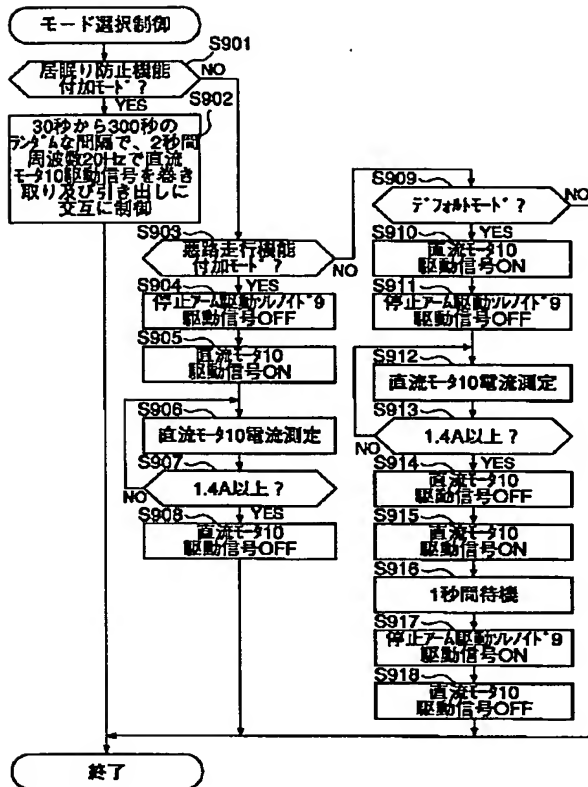 モード選択制御
S901
居眠り防止機能
付加モード?
NO
YES
S902
30秒から300秒の
ランダムな間隔で、2秒間
周波数20Hzで直流
モータ10駆動信号を巻き
取り及び引き出しに
交互に制御
S903
悪路走行機能
付加モード?
NO
YES
S904
停止アーム駆動ソレノイド9
駆動信号OFF
S905
直流モータ10
駆動信号ON
S906
直流モータ10電流測定
S907
1.4A以上?
NO
YES
S908
直流モータ10
駆動信号OFF
S909
デフォルトモード?
NO
YES
S910
直流モータ10
駆動信号ON
S911
停止アーム駆動ソレノイド9
駆動信号OFF
S912
直流モータ10電流測定
S913
1.4A以上?
NO
YES
S914
直流モータ10
駆動信号OFF
S915
直流モータ10
駆動信号ON
S916
1秒間待機
S917
停止アーム駆動ソレノイド9
駆動信号ON
S918
直流モータ10
駆動信号OFF
終了